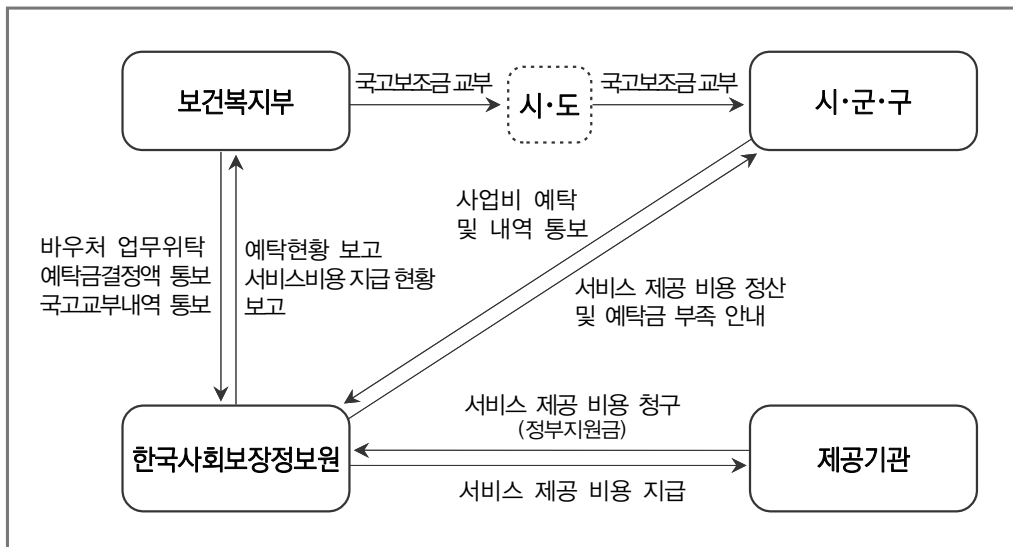 보건복지부
국고보조금 교부
시·도
국고보조금 교부
시·군·구
사업비 예탁
및 내역 통보
바우처 업무위탁
예탁금결정액 통보
국고교부내역 통보
예탁현황 보고
서비스비용 지급 현황
보고
서비스 제공 비용 정산
및 예탁금 부족 안내
서비스 제공 비용 청구
(정부지원금)
한국사회보장정보원
제공기관
서비스 제공 비용 지급